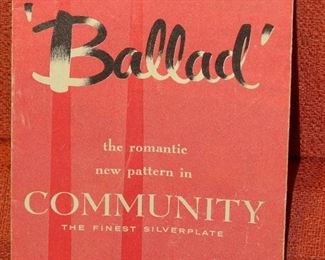 'Ballad'
the romantic
new pattern in
COMMUNITY
THE FINEST SILVERPLATE